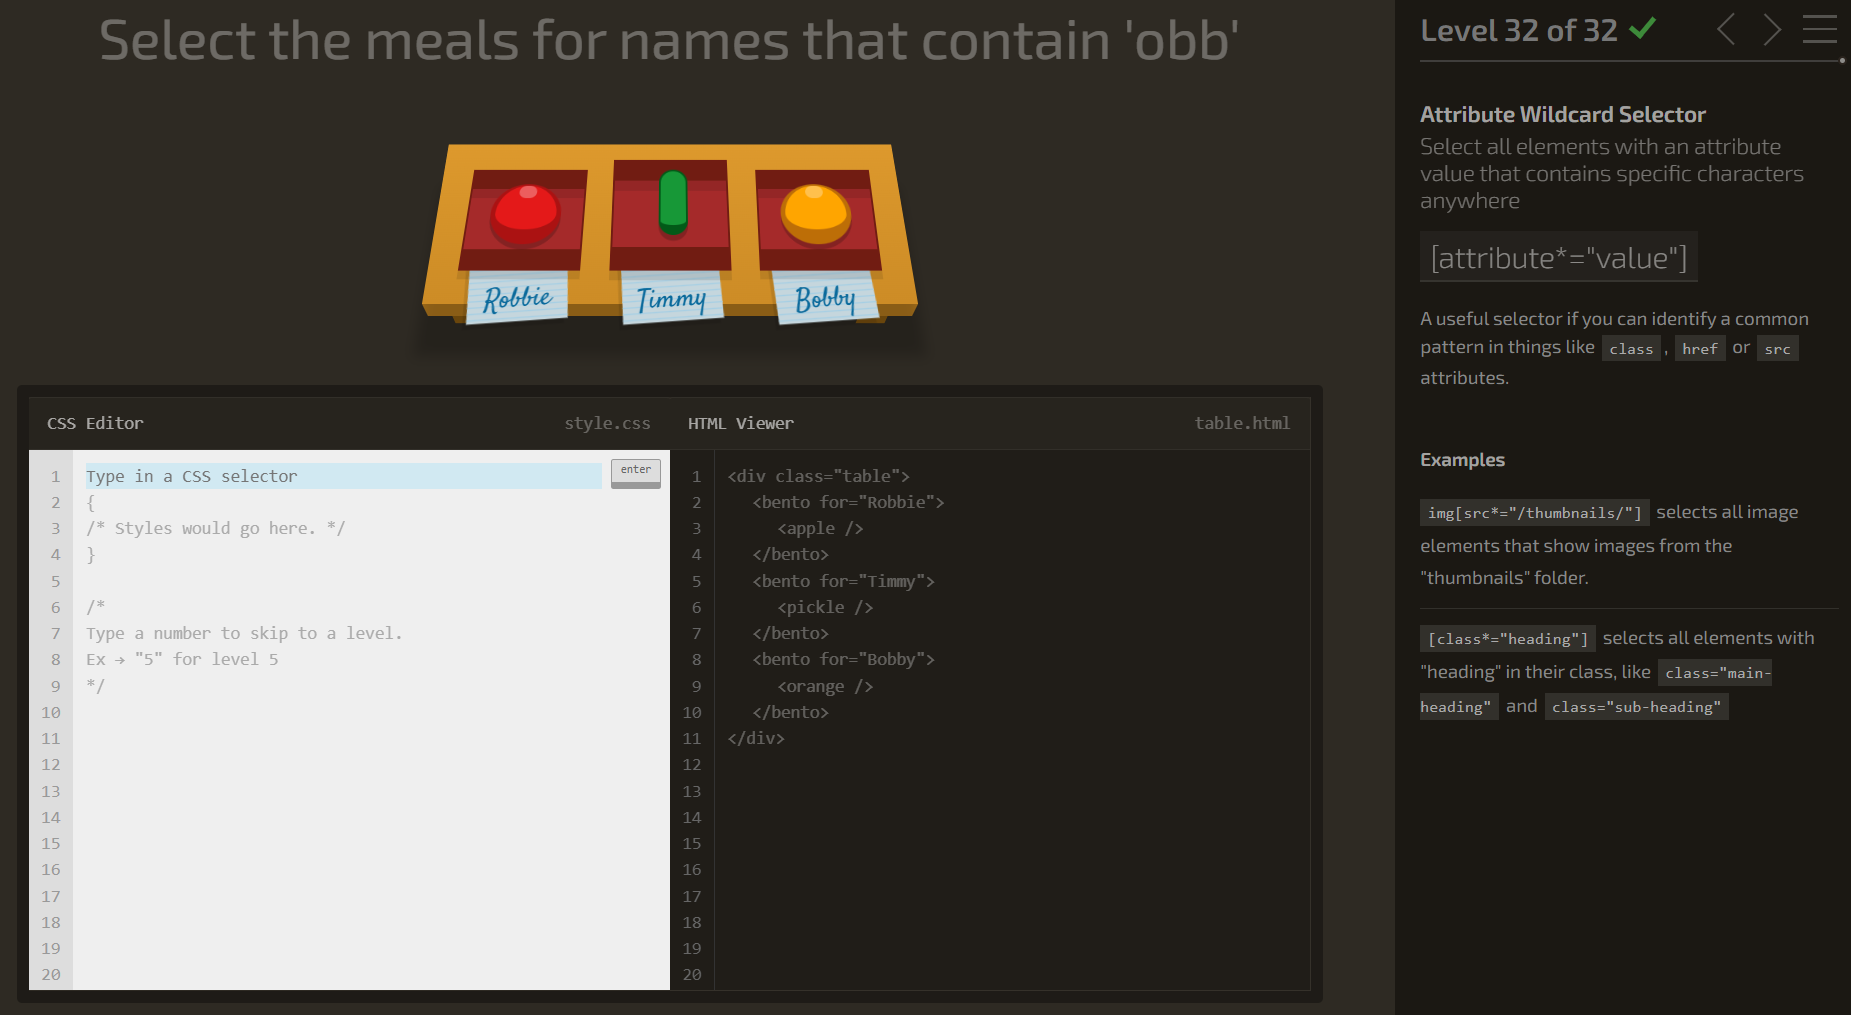 Select the meals for names that contain 'obb'
Robbie
Timmy
Bobby
CSS Editor
style.css
1
Type in a CSS selector
enter
2
{
3
/* Styles would go here. */
4
}
5
6
/*
7
Type a number to skip to a level.
8
Ex → "5" for level 5
9
*/
10
11
12
13
14
15
16
17
18
19
20
HTML Viewer
table.html
1
<div class="table">
2
<bento for="Robbie">
3
<apple />
4
</bento>
5
<bento for="Timmy">
6
<pickle />
7
</bento>
8
<bento for="Bobby">
9
<orange />
10
</bento>
11
</div>
12
13
14
15
16
17
18
19
20
Level 32 of 32
Attribute Wildcard Selector
Select all elements with an attribute
value that contains specific characters
anywhere
[attribute*="value"]
A useful selector if you can identify a common
pattern in things like class , href or src
attributes.
Examples
img[src*="/thumbnails/"] selects all image
elements that show images from the
"thumbnails" folder.
[class*="heading"] selects all elements with
"heading" in their class, like class="main-
heading" and class="sub-heading"